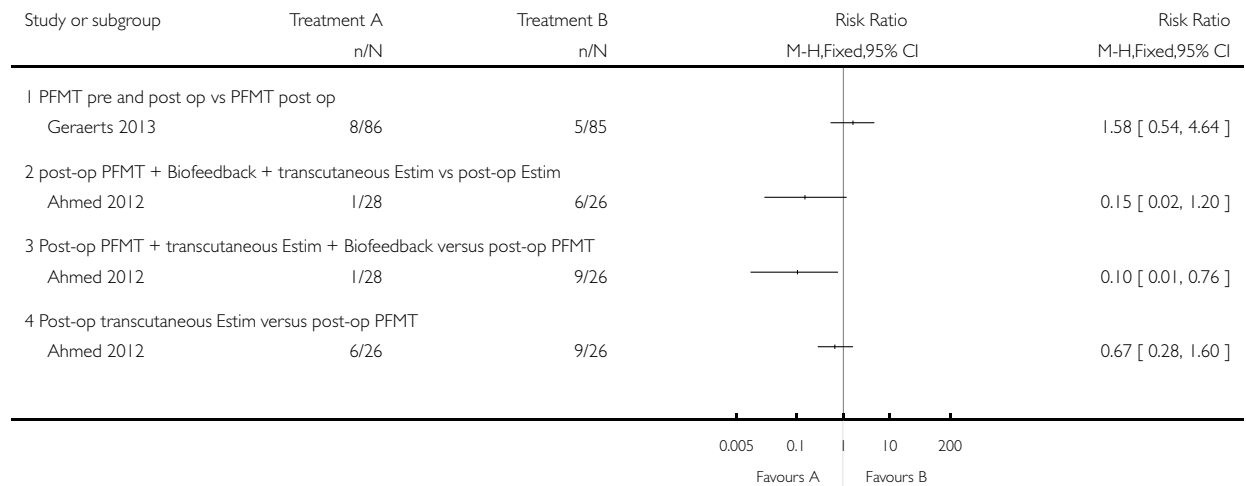 Study or subgroup Treatment A Treatment B Risk Ratio Risk Ratio
n/N n/N M-H,Fixed,95% CI M-H,Fixed,95% CI
1 PFMT pre and post op vs PFMT post op
Geraerts 2013 8/86 5/85 1.58 [ 0.54, 4.64 ]
2 post-op PFMT + Biofeedback + transcutaneous Estim vs post-op Estim
Ahmed 2012 1/28 6/26 0.15 [ 0.02, 1.20 ]
3 Post-op PFMT + transcutaneous Estim + Biofeedback versus post-op PFMT
Ahmed 2012 1/28 9/26 0.10 [ 0.01, 0.76 ]
4 Post-op transcutaneous Estim versus post-op PFMT
Ahmed 2012 6/26 9/26 0.67 [ 0.28, 1.60 ]
0.005 0.1 1 10 200
Favours A Favours B